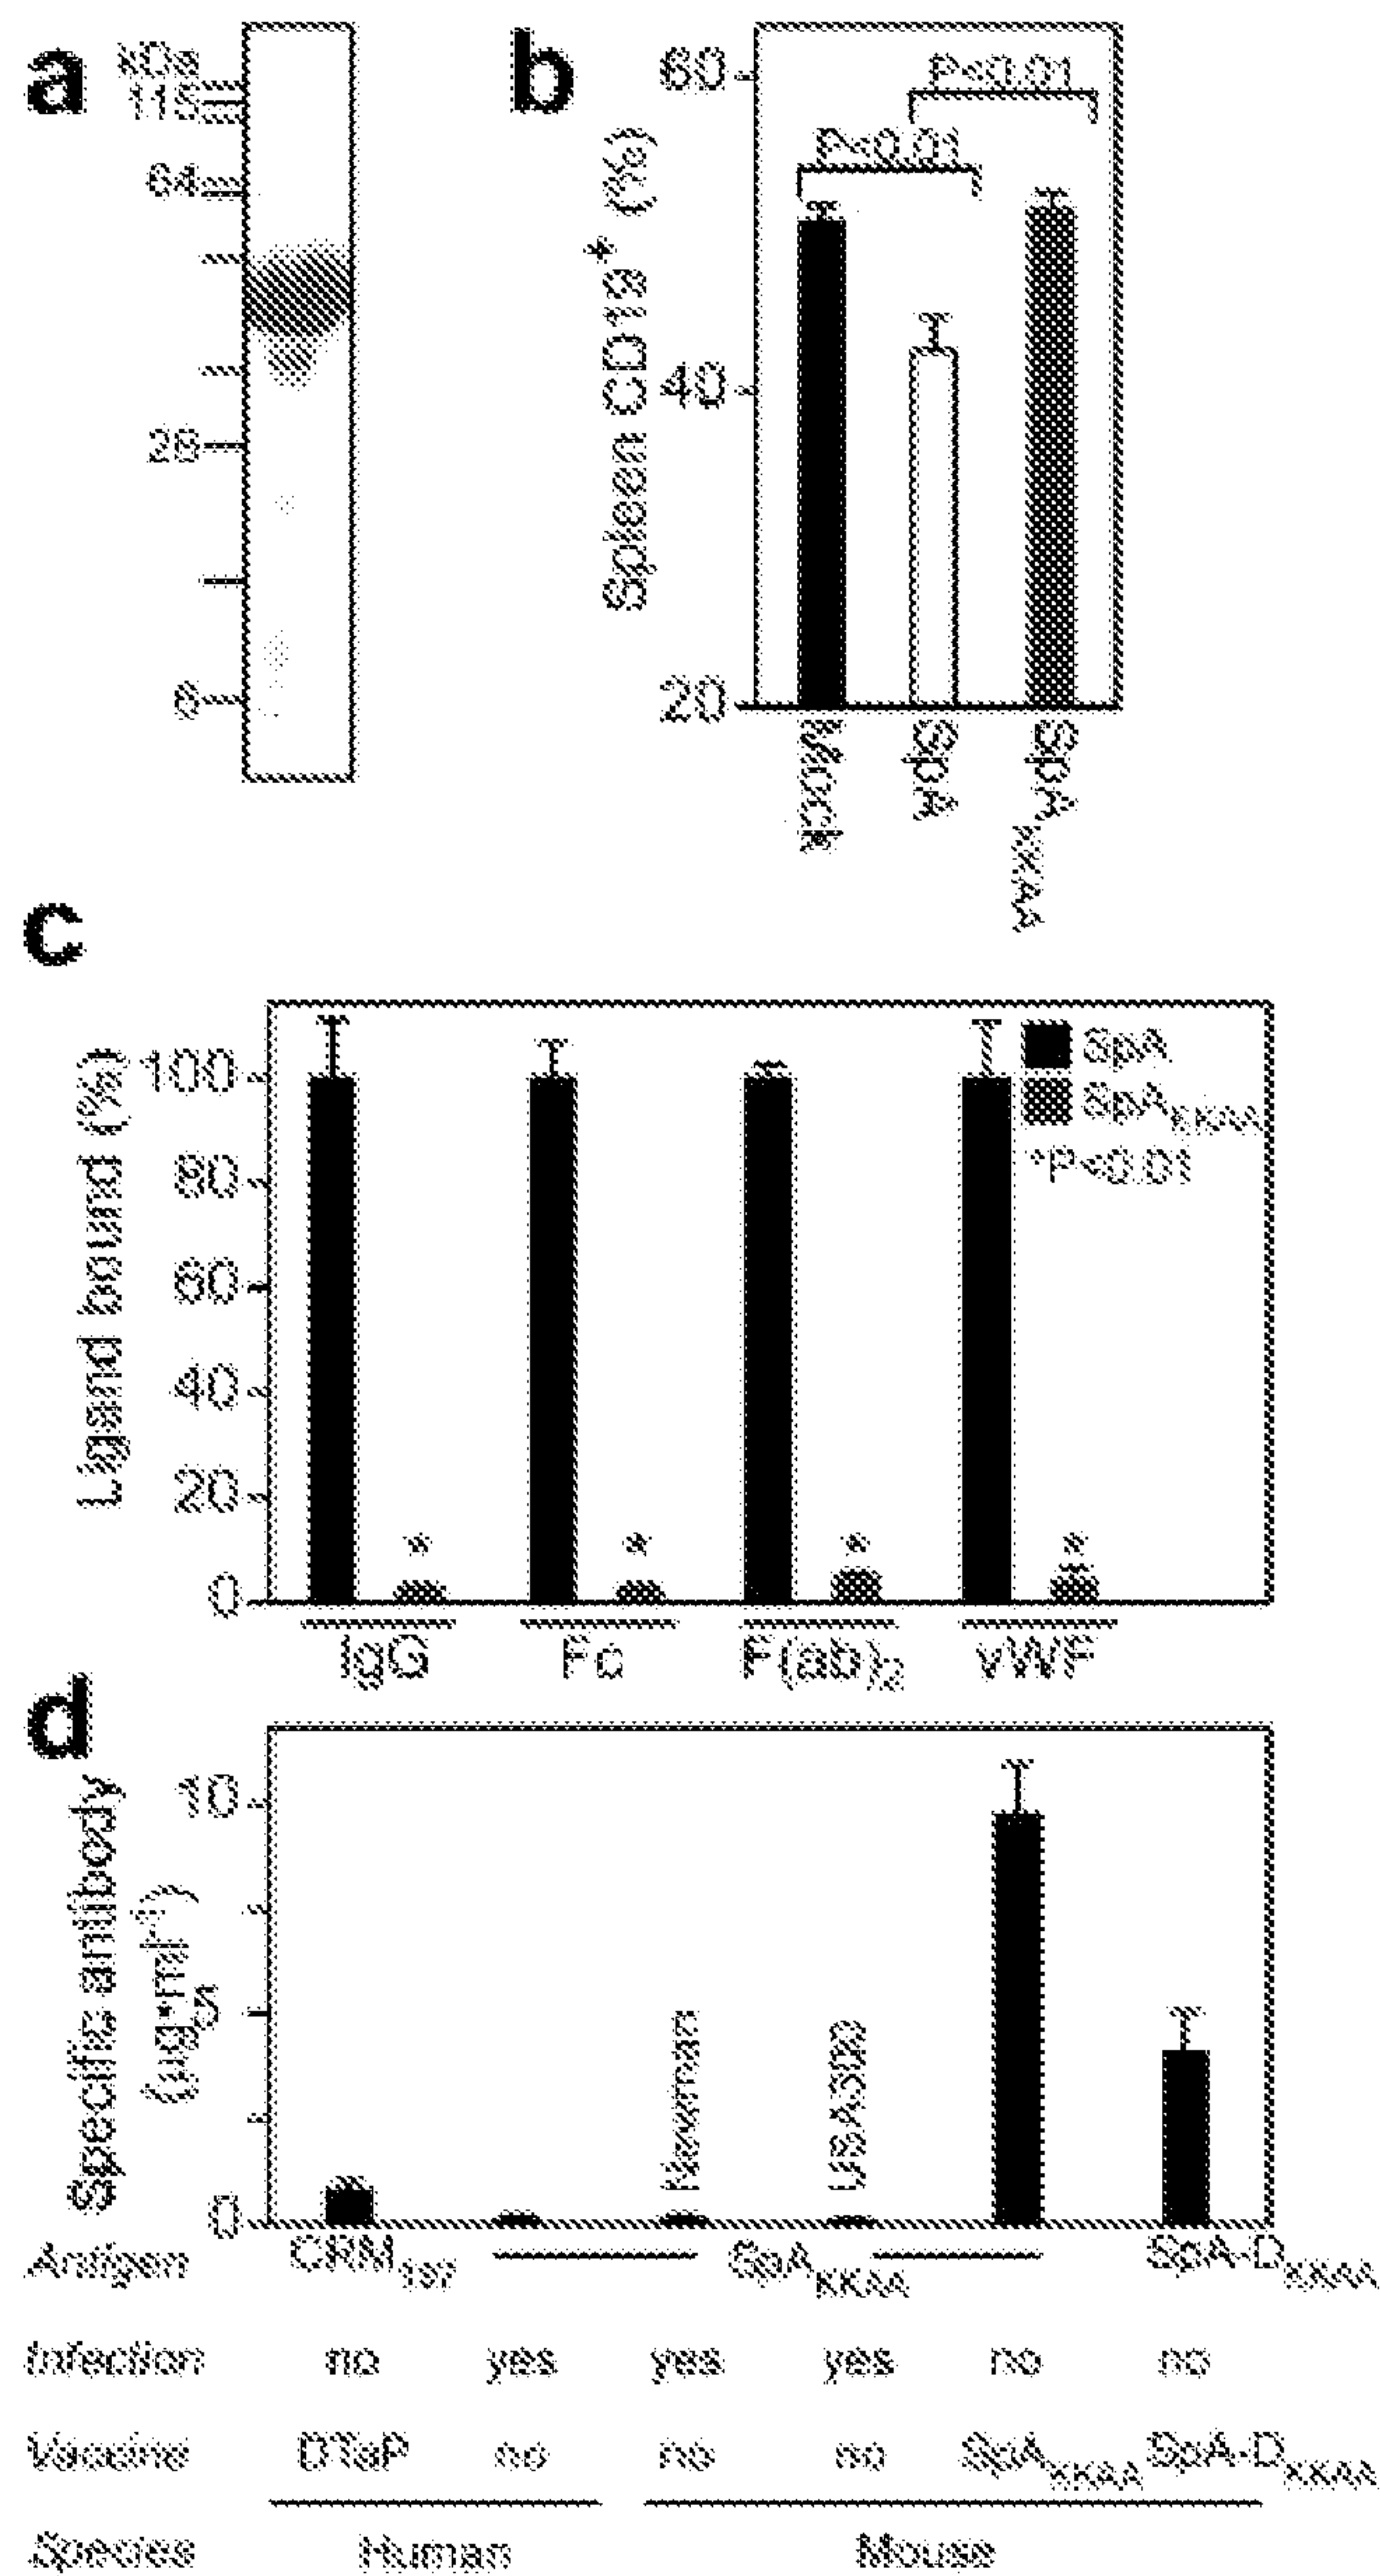 a
kDa
115
64
28
6
b
Spleen CD19+ (%)
60
40
20
P<0.01
P<0.01
Mock
SpA
SpA KKAA
c
Ligand bound (%)
100
80
60
40
20
0
SpA
SpA KKAA
*P<0.01
*
*
*
*
IgG Fc F(ab)2 vWF
d
Specific antibody
(µg•ml-1)
10
5
0
Newman
USA300
Antigen CRM197 SpA KKAA SpA-D KKAA
Infection no yes yes yes no no
Vaccine DTaP no no no SpA KKAA SpA-D KKAA
Species Human Mouse